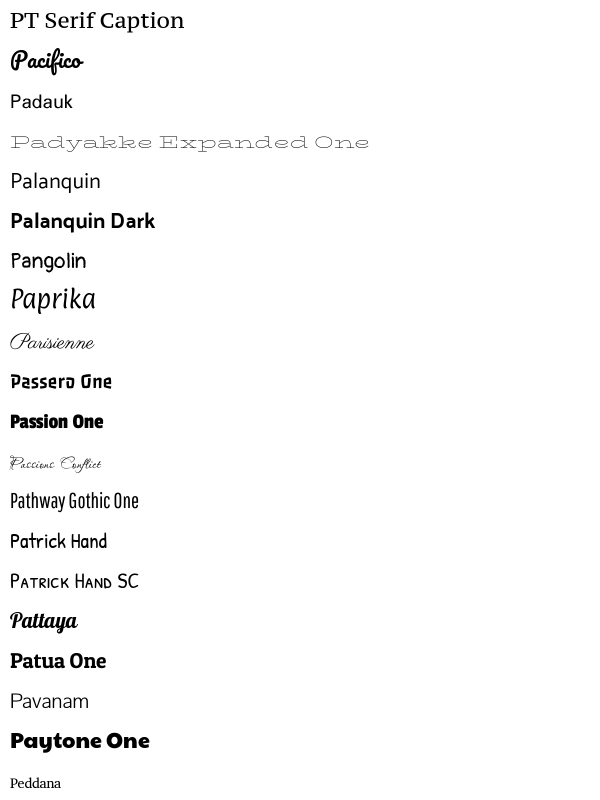 PT Serif Caption
Pacifico
Padauk
Padyakke Expanded One
Palanquin
Palanquin Dark
Pangolin
Paprika
Parisienne
Passero One
Passion One
Passions Conflict
Pathway Gothic One
Patrick Hand
Patrick Hand SC
Pattaya
Patua One
Pavanam
Paytone One
Peddana